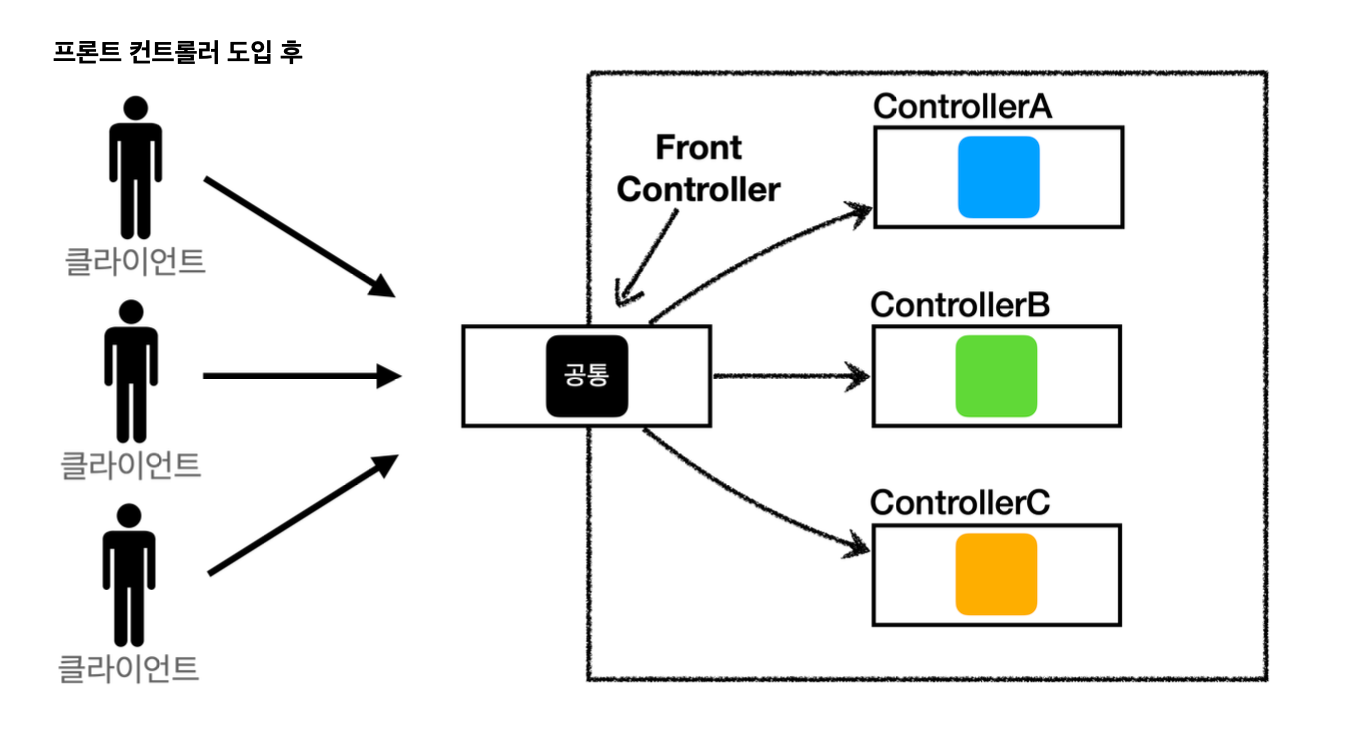 프론트 컨트롤러 도입 후
클라이언트
클라이언트
클라이언트
Front
Controller
공통
ControllerA
ControllerB
ControllerC